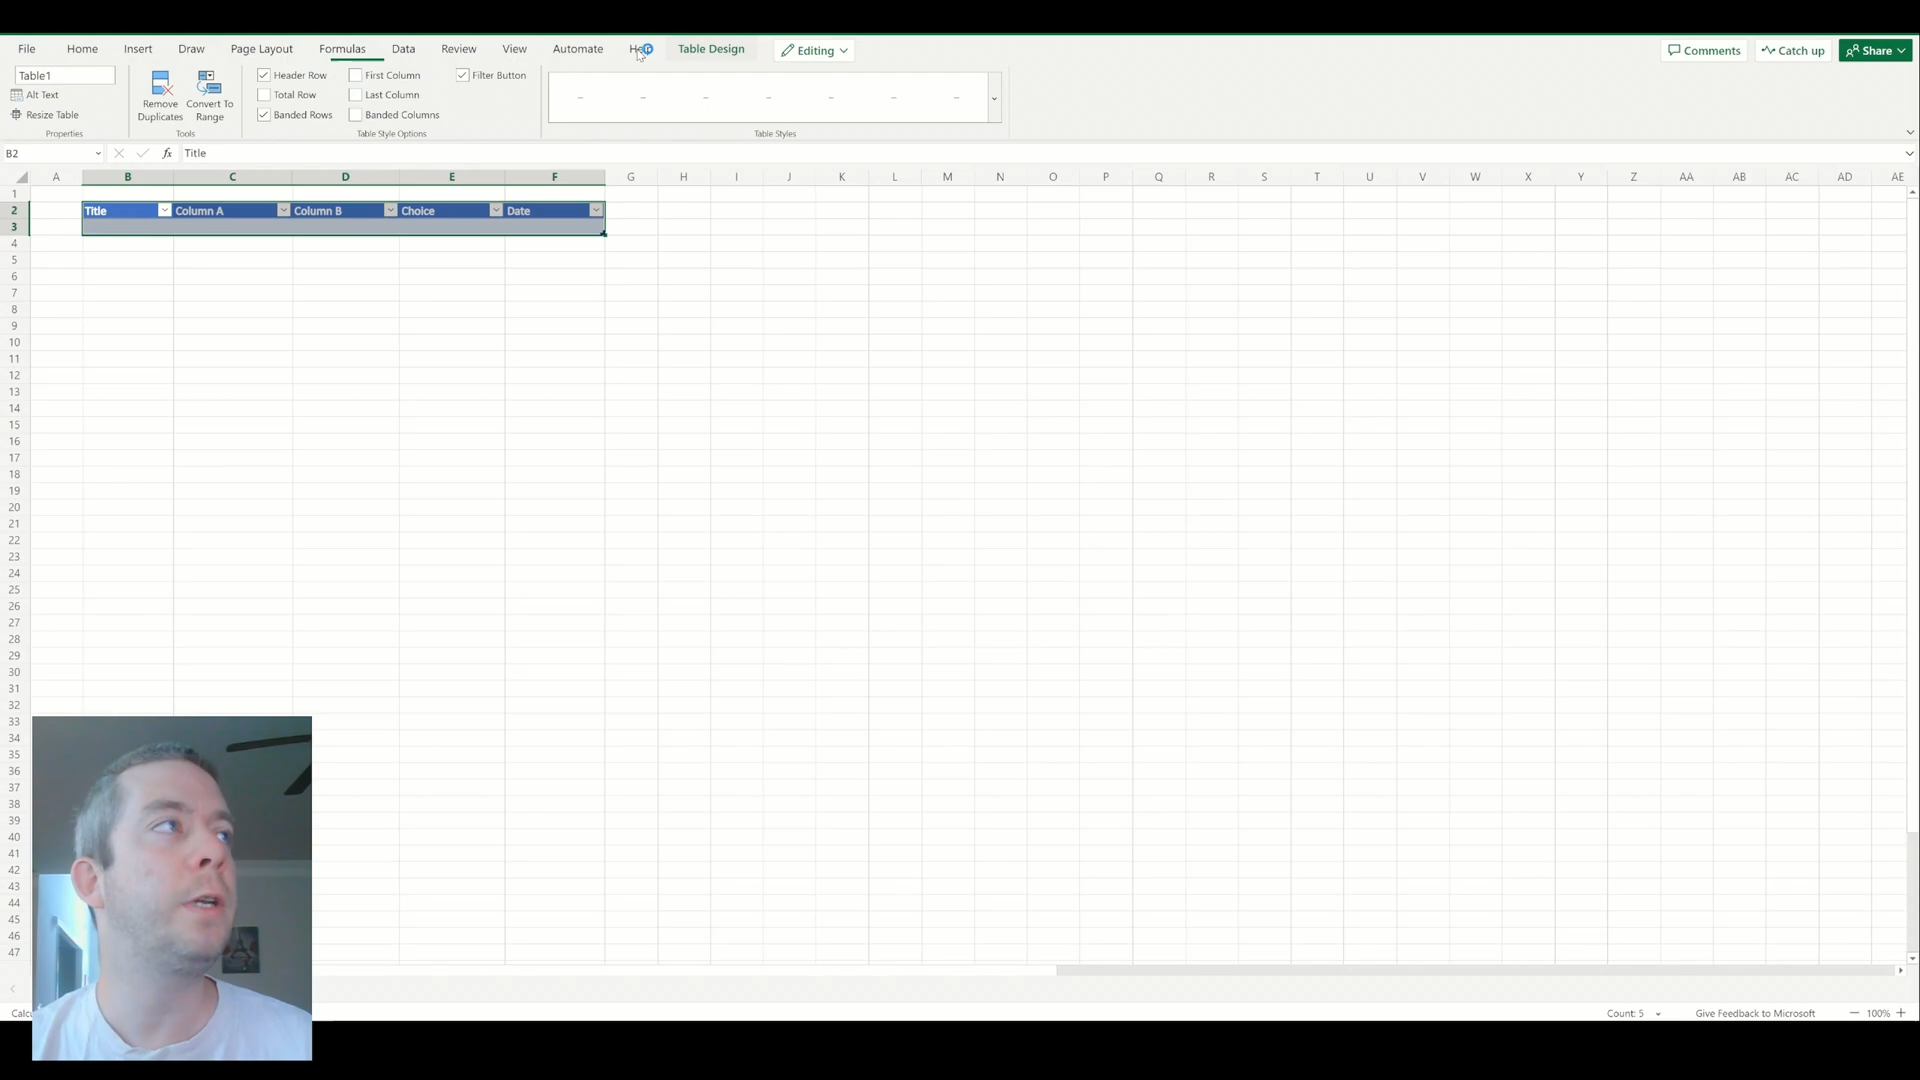 File Home Insert Draw Page Layout Formulas Data Review View Automate Table Design Editing Comments Catch up Share
Table1
Alt Text
Resize Table
Properties
Remove Duplicates
Convert To Range
Tools
Header Row First Column Filter Button
Total Row Last Column
Banded Rows Banded Columns
Table Style Options
Table Styles
B2 fx Title
A B C D E F G H I J K L M N O P Q R S T U V W X Y Z AA AB AC AD AE
1
2 Title Column A Column B Choice Date
3
4
5
6
7
8
9
10
11
12
13
14
15
16
17
18
19
20
21
22
23
24
25
26
27
28
29
30
31
32
33
34
35
36
37
38
39
40
41
42
43
44
45
46
47
Count: 5 Give Feedback to Microsoft 100%